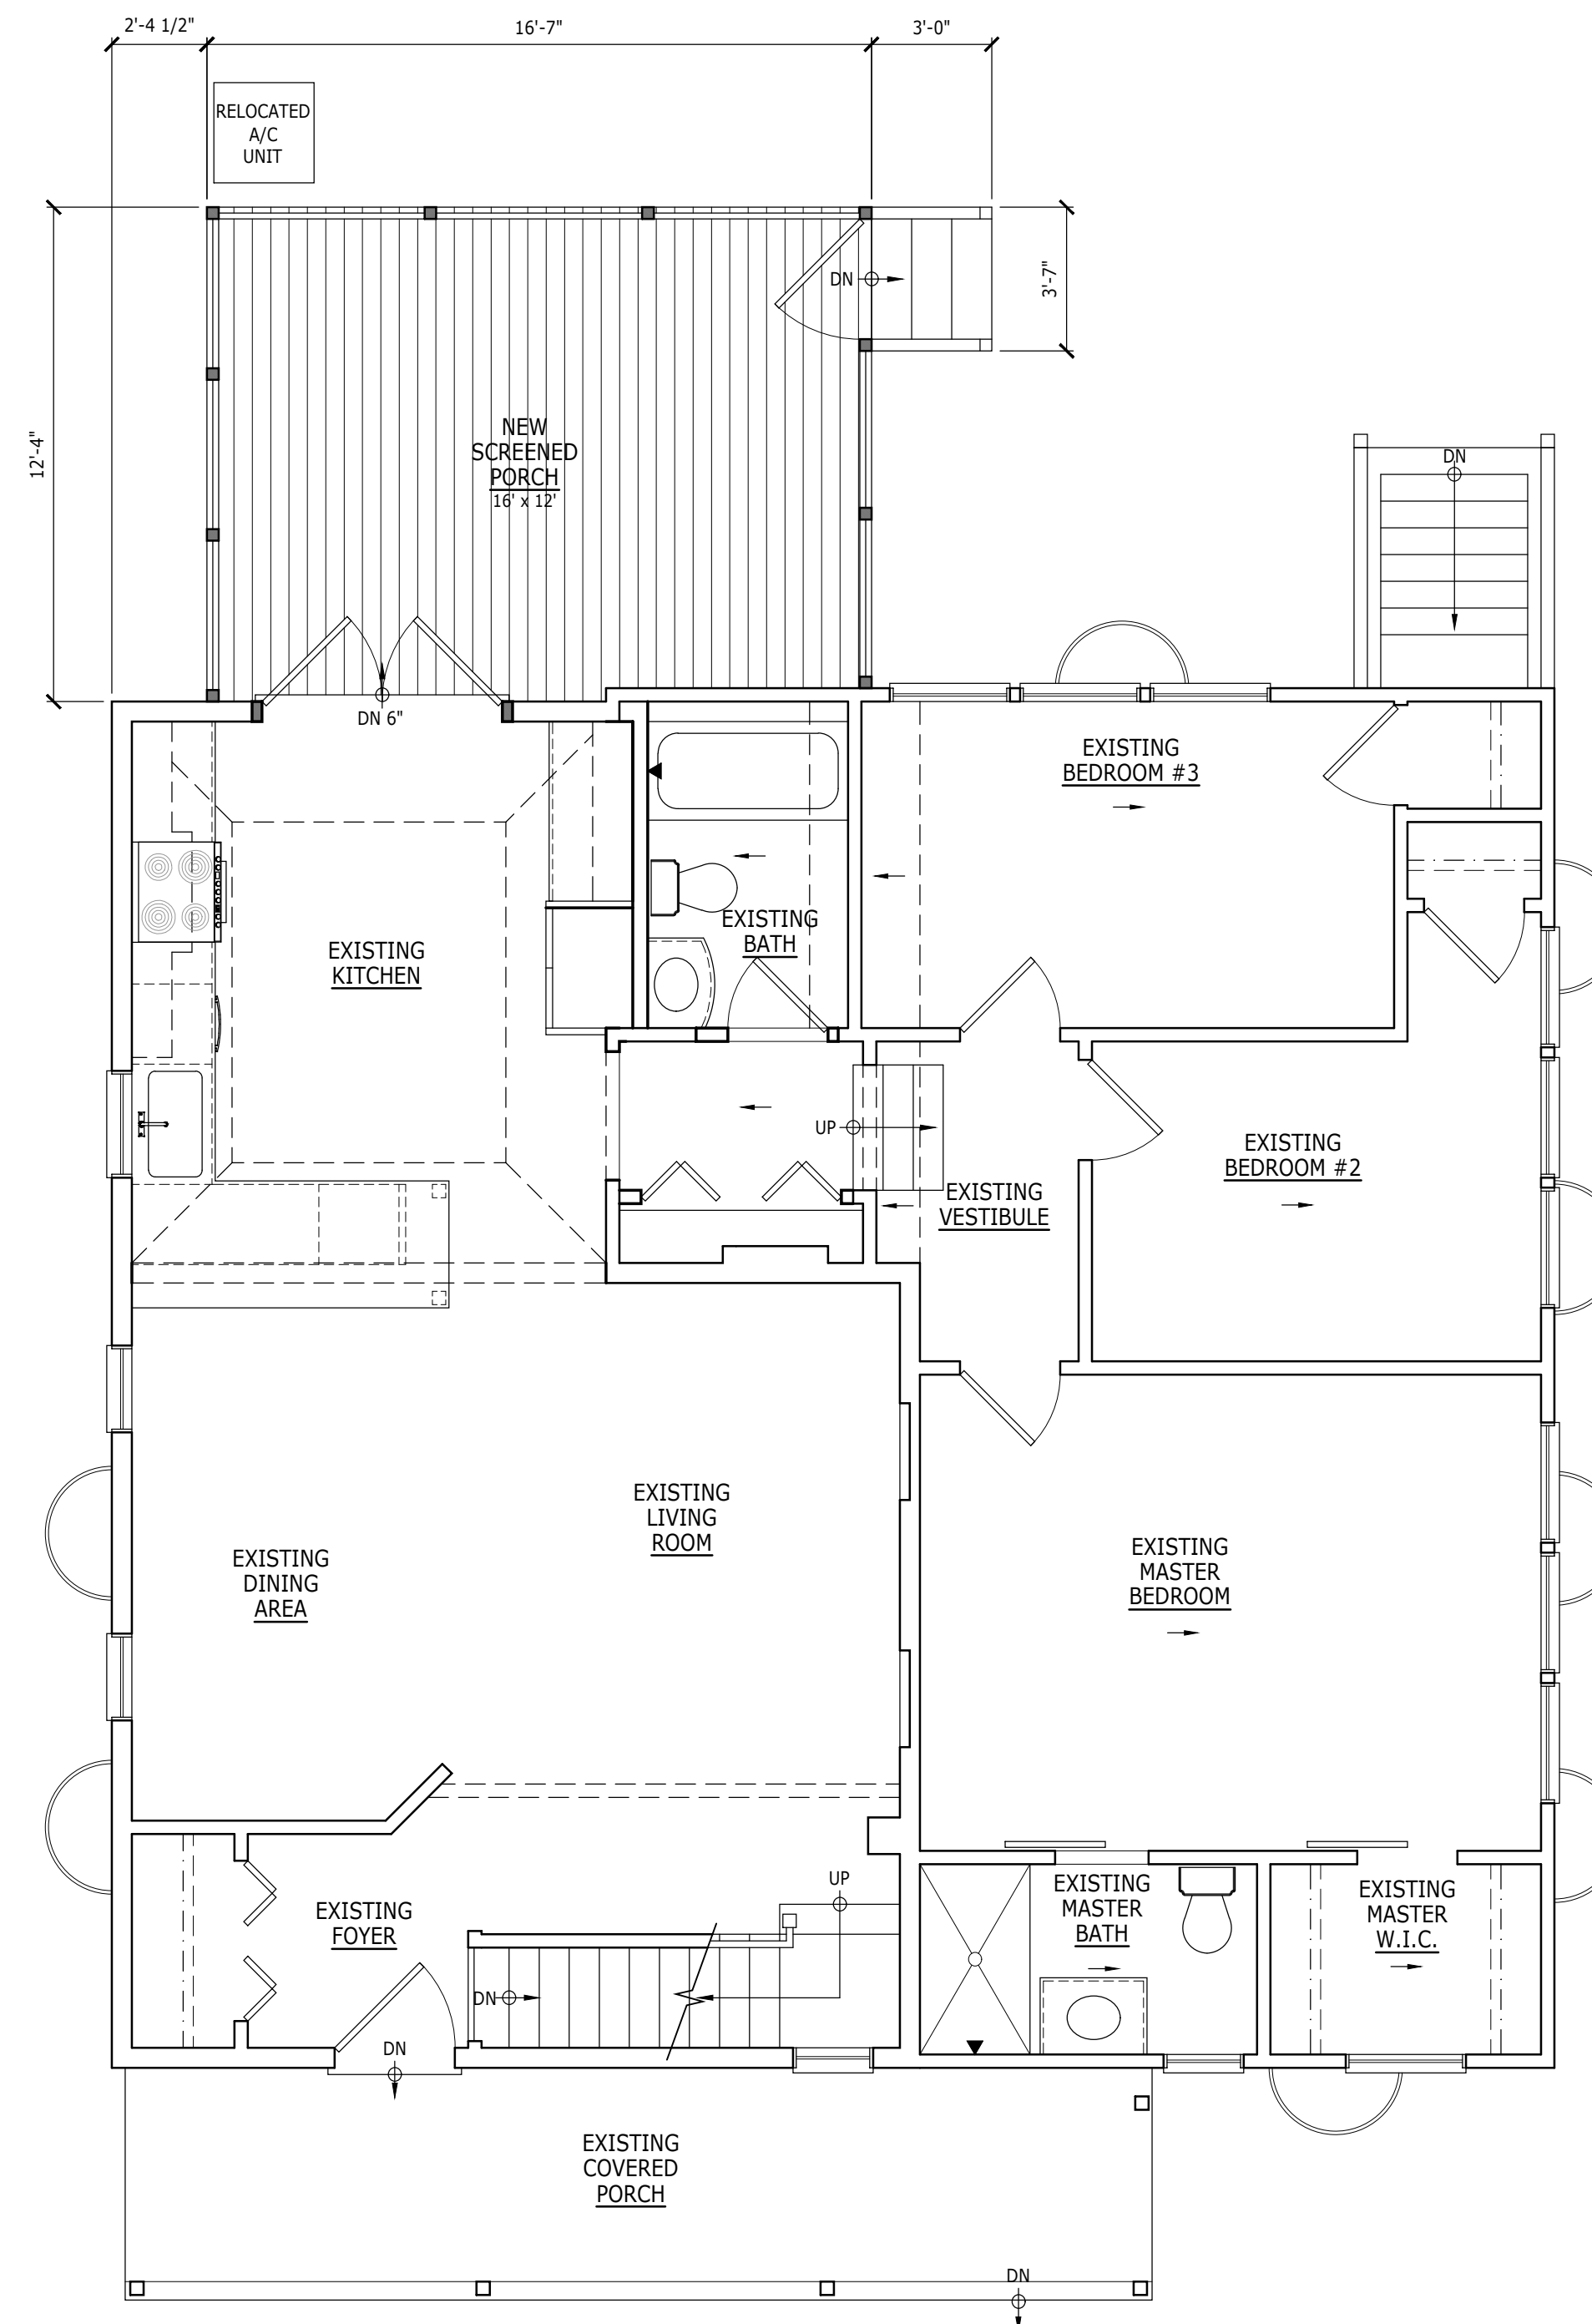 2'-4 1/2"
16'-7"
3'-0"
RELOCATED
A/C
UNIT
12'-4"
3'-7"
DN
NEW
SCREENED
PORCH
16' x 12'
DN
DN 6"
EXISTING
BEDROOM #3
EXISTING
BATH
EXISTING
KITCHEN
UP
EXISTING
BEDROOM #2
EXISTING
VESTIBULE
EXISTING
LIVING
ROOM
EXISTING
DINING
AREA
EXISTING
MASTER
BEDROOM
UP
EXISTING
MASTER
BATH
EXISTING
MASTER
W.I.C.
EXISTING
FOYER
DN
DN
EXISTING
COVERED
PORCH
DN